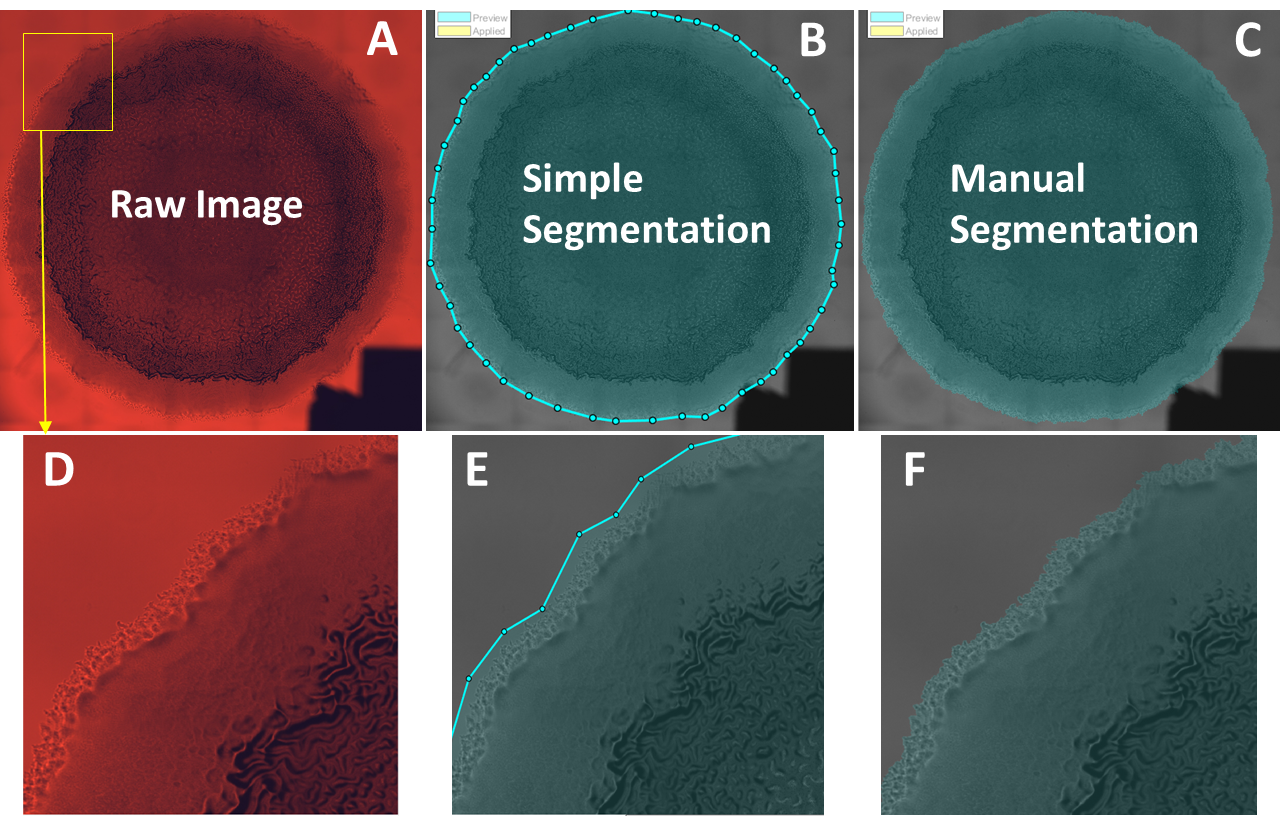 A
Raw Image
Preview
Applied
B
Simple
Segmentation
Preview
Applied
C
Manual
Segmentation
D
E
F